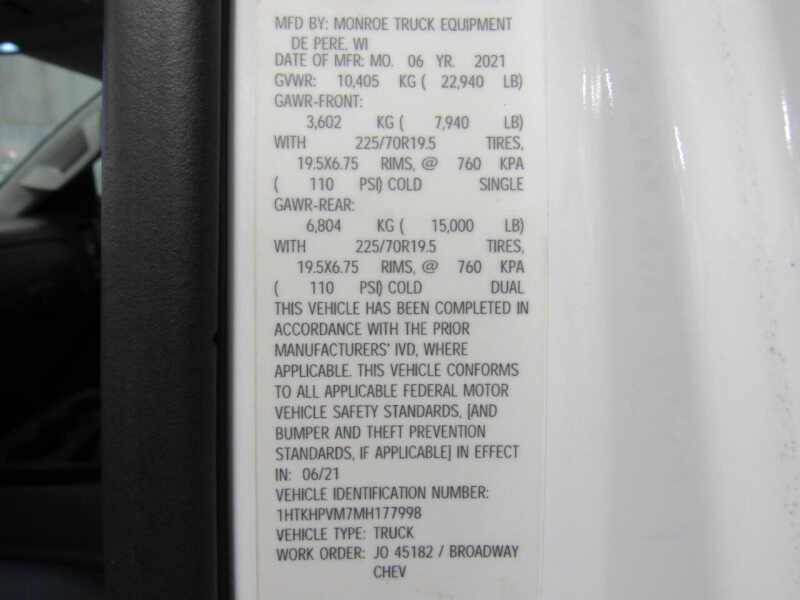 MFD BY: MONROE TRUCK EQUIPMENT
DE PERE, WI
DATE OF MFR: MO. 06 YR. 2021
GVWR: 10,405 KG ( 22,940 LB)
GAWR-FRONT:
3,602 KG ( 7,940 LB)
WITH 225/70R19.5 TIRES,
19.5X6.75 RIMS, @ 760 KPA
( 110 PSI) COLD SINGLE
GAWR-REAR:
6,804 KG ( 15,000 LB)
WITH 225/70R19.5 TIRES,
19.5X6.75 RIMS, @ 760 KPA
( 110 PSI) COLD DUAL
THIS VEHICLE HAS BEEN COMPLETED IN
ACCORDANCE WITH THE PRIOR
MANUFACTURERS' IVD, WHERE
APPLICABLE. THIS VEHICLE CONFORMS
TO ALL APPLICABLE FEDERAL MOTOR
VEHICLE SAFETY STANDARDS, [AND
BUMPER AND THEFT PREVENTION
STANDARDS, IF APPLICABLE] IN EFFECT
IN: 06/21
VEHICLE IDENTIFICATION NUMBER:
1HTKHPVM7MH177998
VEHICLE TYPE: TRUCK
WORK ORDER: JO 45182 / BROADWAY
CHEV